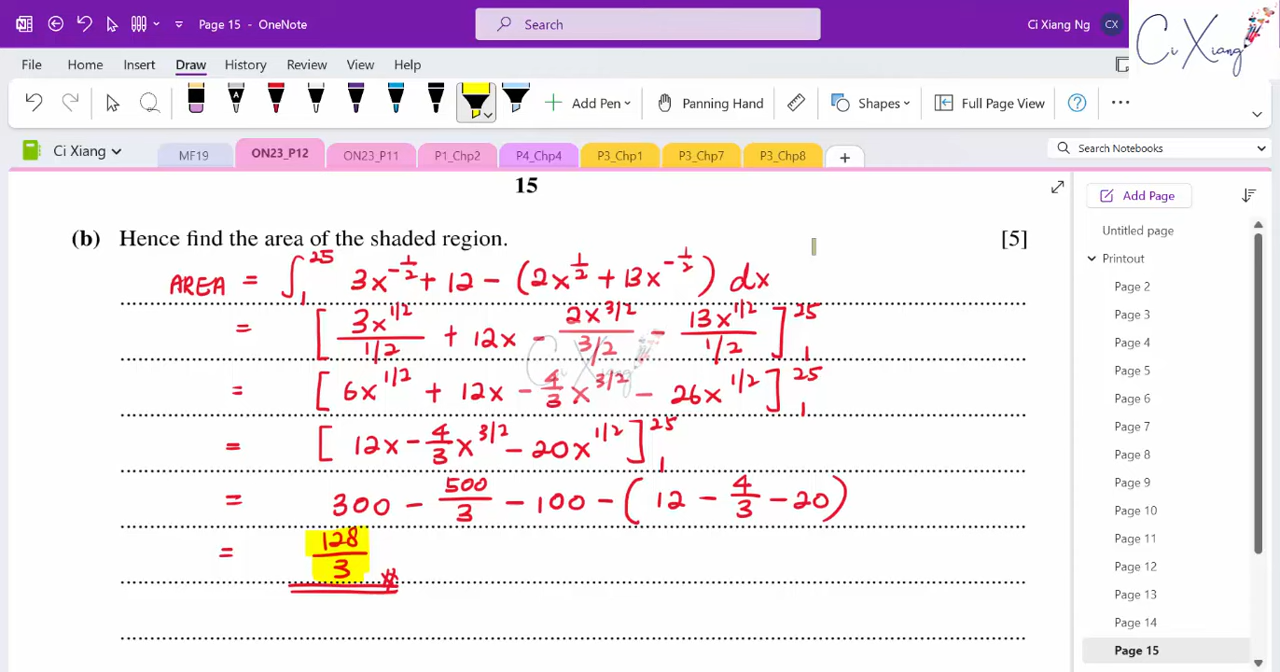 Page 15 - OneNote
Search
Ci Xiang Ng
CX
Ci Xiang
File Home Insert Draw History Review View Help
A
Add Pen
Panning Hand
Shapes
Full Page View
?
Ci Xiang
MF19
ON23_P12
ON23_P11
P1_Chp2
P4_Chp4
P3_Chp1
P3_Chp7
P3_Chp8
Search Notebooks
15
(b) Hence find the area of the shaded region. [5]
AREA = ∫₁²⁵ 3x^{-1/2} + 12 - (2x^{1/2} + 13x^{-1/2}) dx
= [3x^{1/2}/(1/2) + 12x - 2x^{3/2}/(3/2) - 13x^{1/2}/(1/2)]₁²⁵
= [6x^{1/2} + 12x - 4/3 x^{3/2} - 26x^{1/2}]₁²⁵
= [12x - 4/3 x^{3/2} - 20x^{1/2}]₁²⁵
= 300 - 500/3 - 100 - (12 - 4/3 - 20)
= 128/3
Ci Xiang
Add Page
Untitled page
Printout
Page 2
Page 3
Page 4
Page 5
Page 6
Page 7
Page 8
Page 9
Page 10
Page 11
Page 12
Page 13
Page 14
Page 15